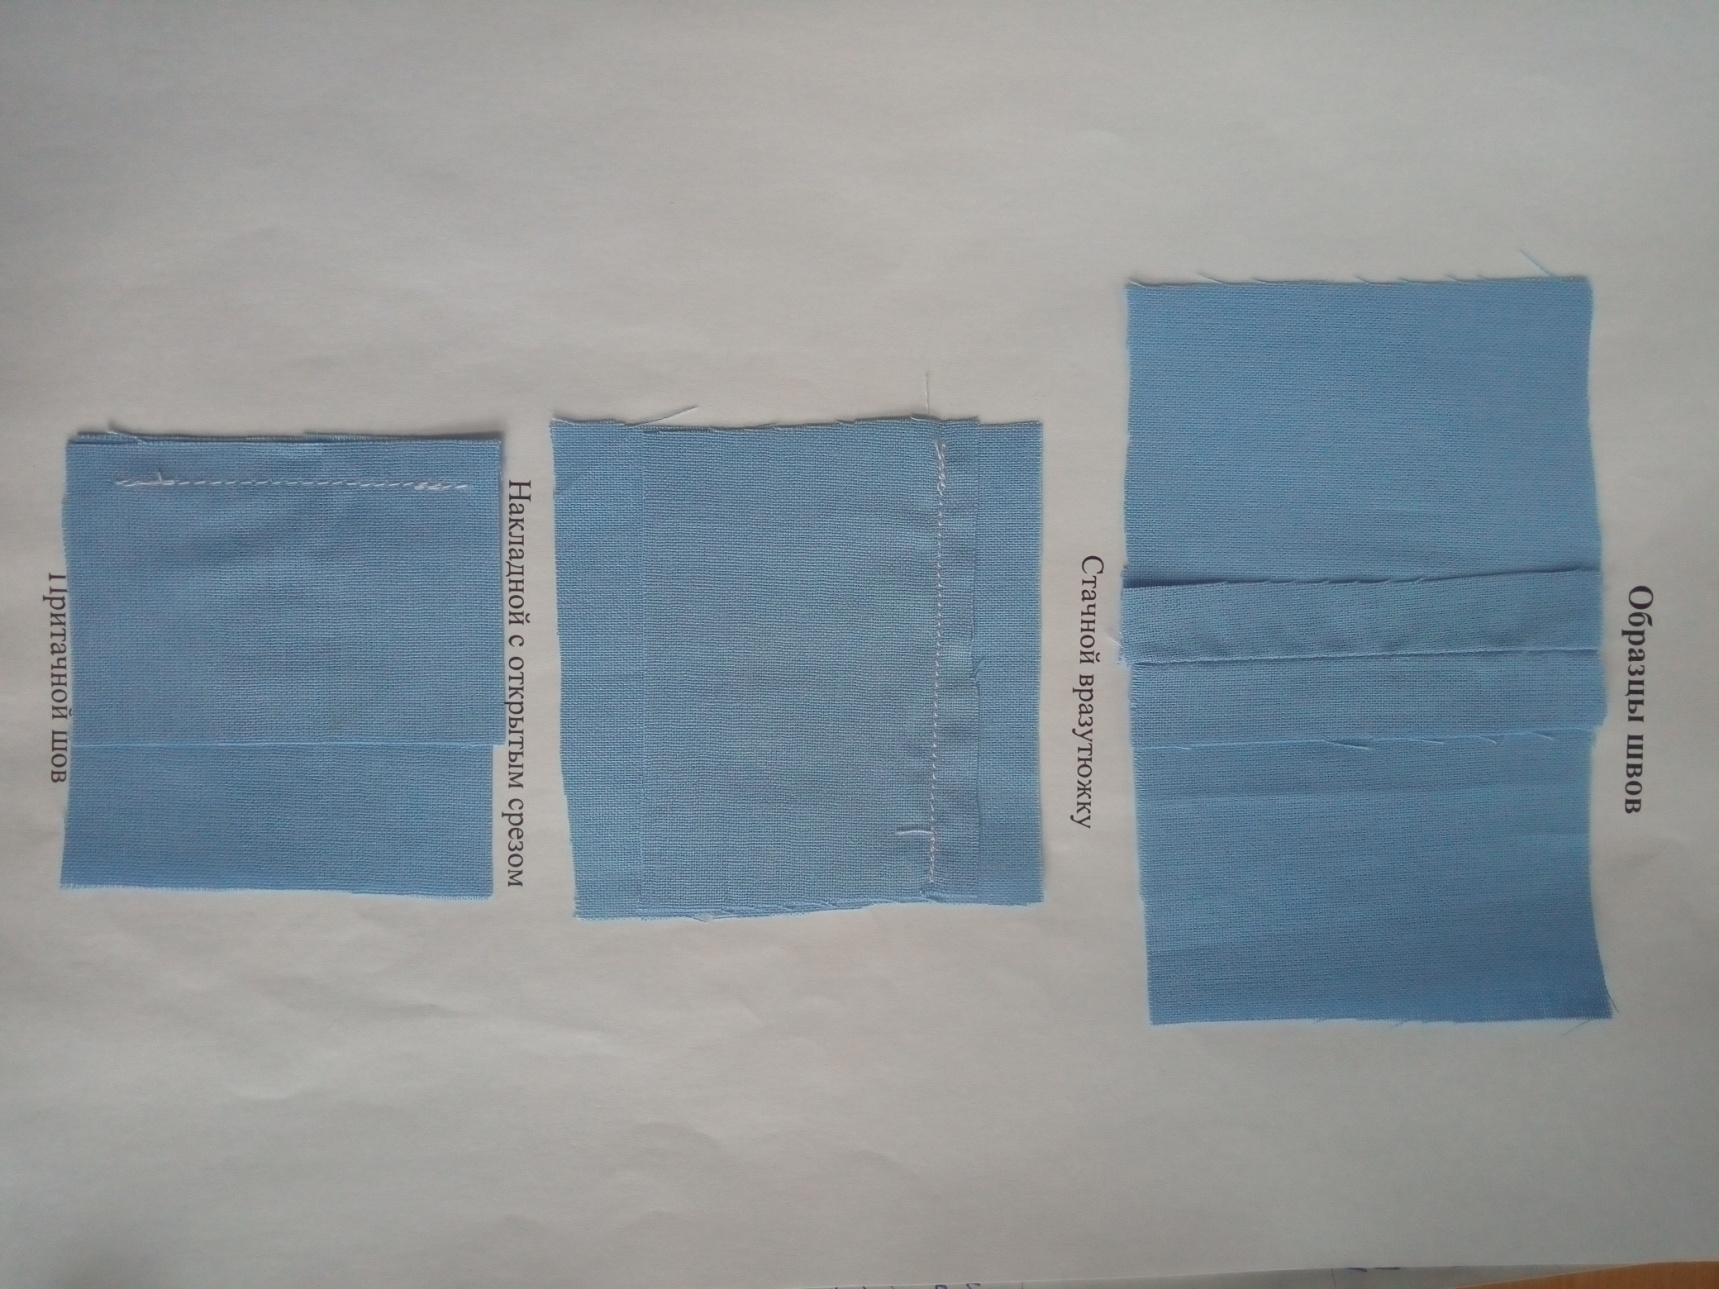 Образцы швов
Стачной вразутюжку
Накладной с открытым срезом
Притачной шов